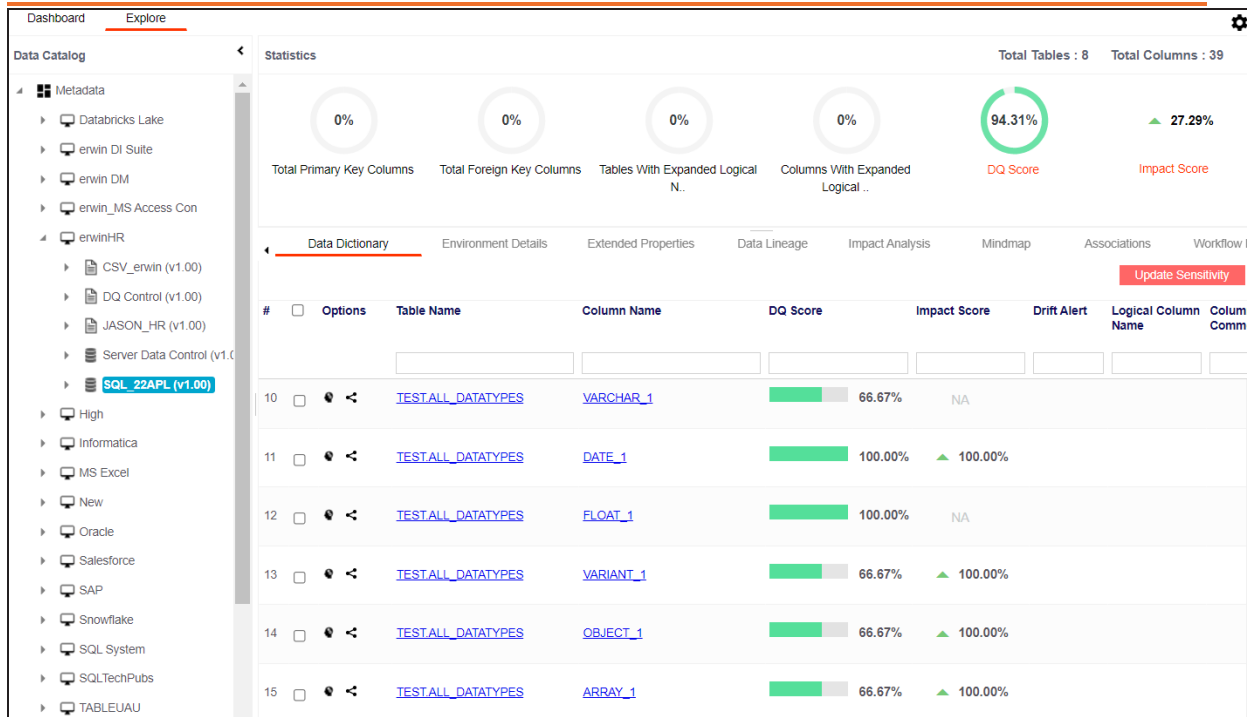 Dashboard Explore
Data Catalog
Metadata
Databricks Lake
erwin DI Suite
erwin DM
erwin_MS Access Con
erwinHR
CSV_erwin (v1.00)
DQ Control (v1.00)
JASON_HR (v1.00)
Server Data Control (v1.0
SQL_22APL (v1.00)
High
Informatica
MS Excel
New
Oracle
Salesforce
SAP
Snowflake
SQL System
SQLTechPubs
TABLEUAU
Statistics Total Tables : 8 Total Columns : 39
0% 0% 0% 0% 94.31% 27.29%
Total Primary Key Columns Total Foreign Key Columns Tables With Expanded Logical Columns With Expanded DQ Score Impact Score
N.. Logical ..
Data Dictionary Environment Details Extended Properties Data Lineage Impact Analysis Mindmap Associations Workflow
Update Sensitivity
# Options Table Name Column Name DQ Score Impact Score Drift Alert Logical Column Colum
Name Comm
10 TEST.ALL_DATATYPES VARCHAR_1 66.67% NA
11 TEST.ALL_DATATYPES DATE_1 100.00% 100.00%
12 TEST.ALL_DATATYPES FLOAT_1 100.00% NA
13 TEST.ALL_DATATYPES VARIANT_1 66.67% 100.00%
14 TEST.ALL_DATATYPES OBJECT_1 66.67% 100.00%
15 TEST.ALL_DATATYPES ARRAY_1 66.67% 100.00%